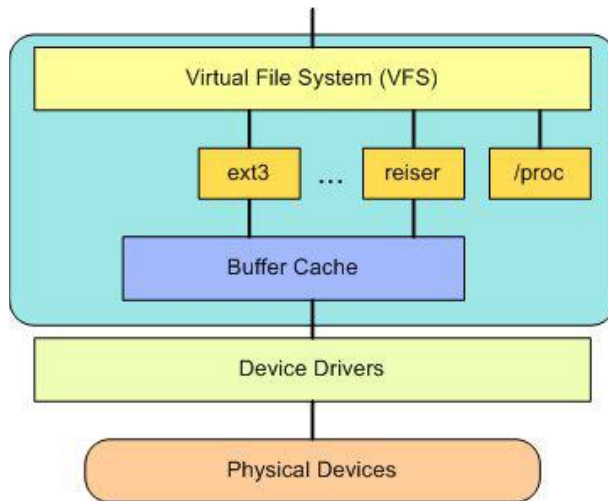 Virtual File System (VFS)
ext3 ... reiser /proc
Buffer Cache
Device Drivers
Physical Devices